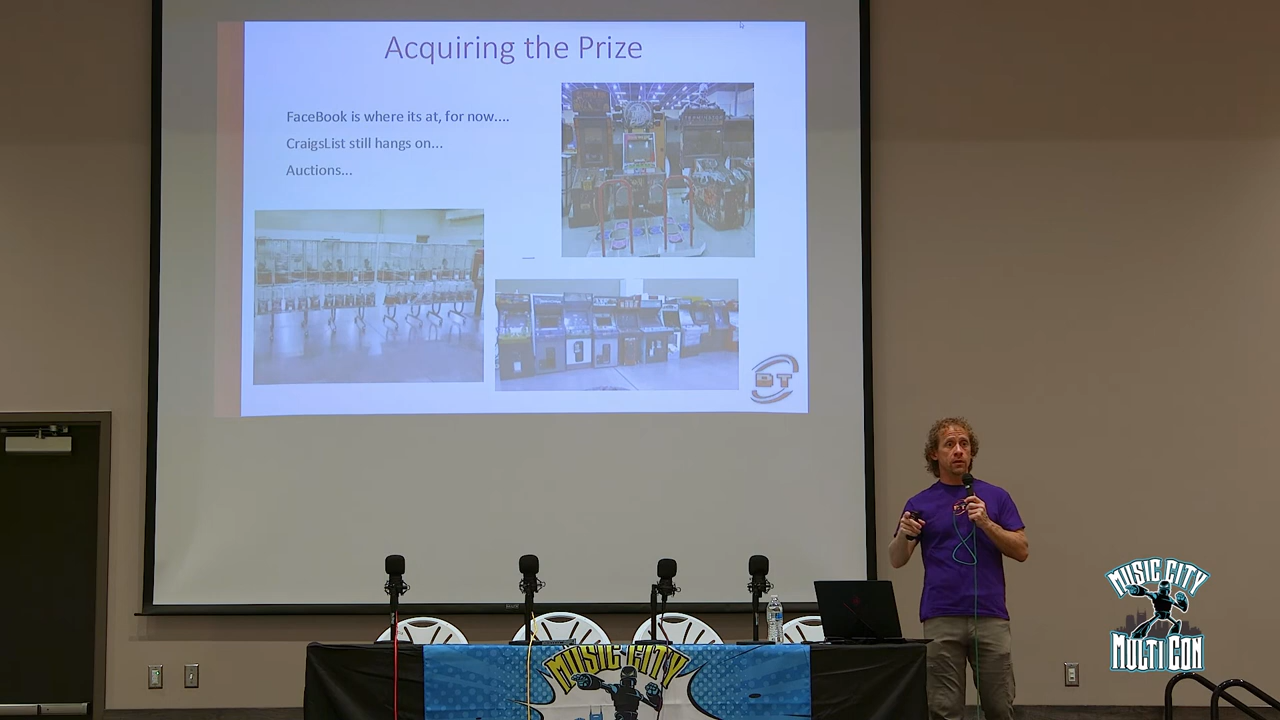 Acquiring the Prize
FaceBook is where its at, for now....
CraigsList still hangs on...
Auctions...
BT
MUSIC CITY
MULTI CON
MUSIC CITY